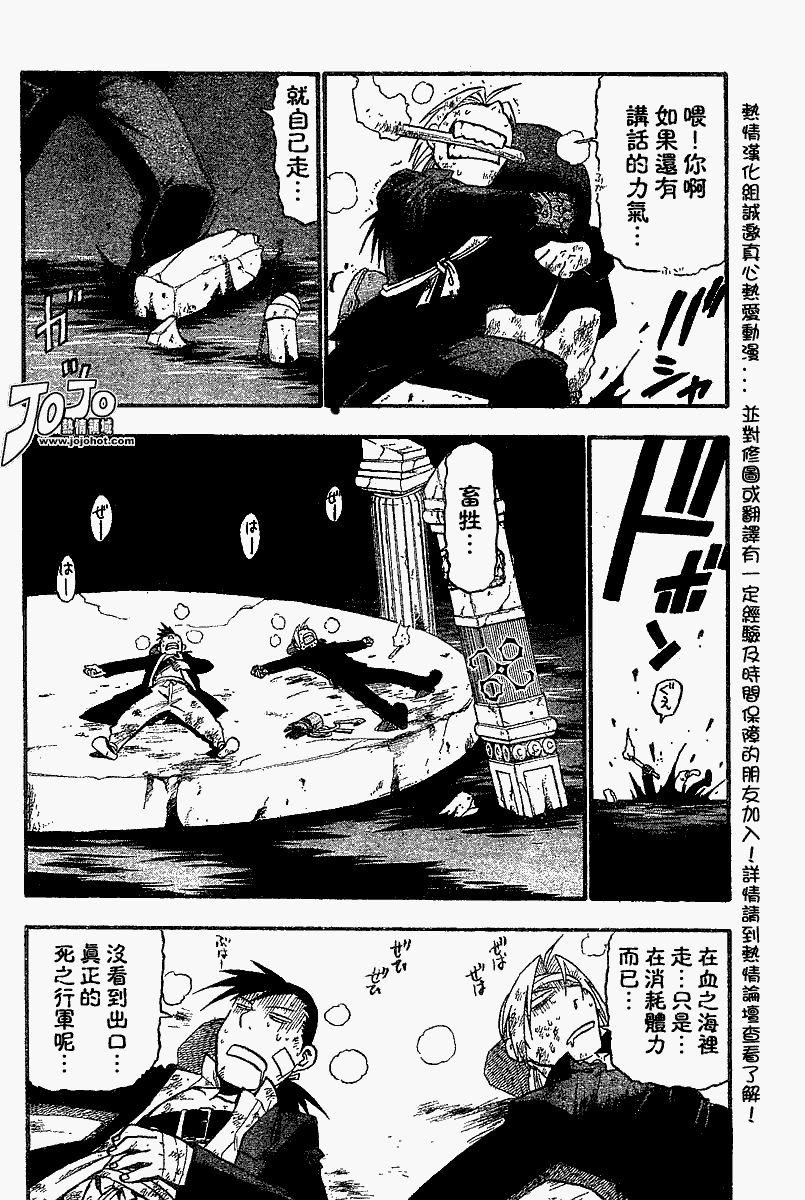 喂！你啊
如果還有
講話的力氣…
ガ
シャ
就自己走…
ガッ
ドボン
ぐえっ
畜牲…
はー
ぜー
ぜー
はー
在血之海裡
走…只是…
在消耗體力
而已…
ぜは
ぜは
ぜひ
ぜひ
ぶはー
沒看到出口…
真正的
死之行軍呢…
JOJO
熱情領域
www.jojohot.com
熱情漢化組誠邀真心熱愛動漫... 並對修圖或翻譯有一定經驗及時間保障的朋友加入！詳情請到熱情論壇查看了解！